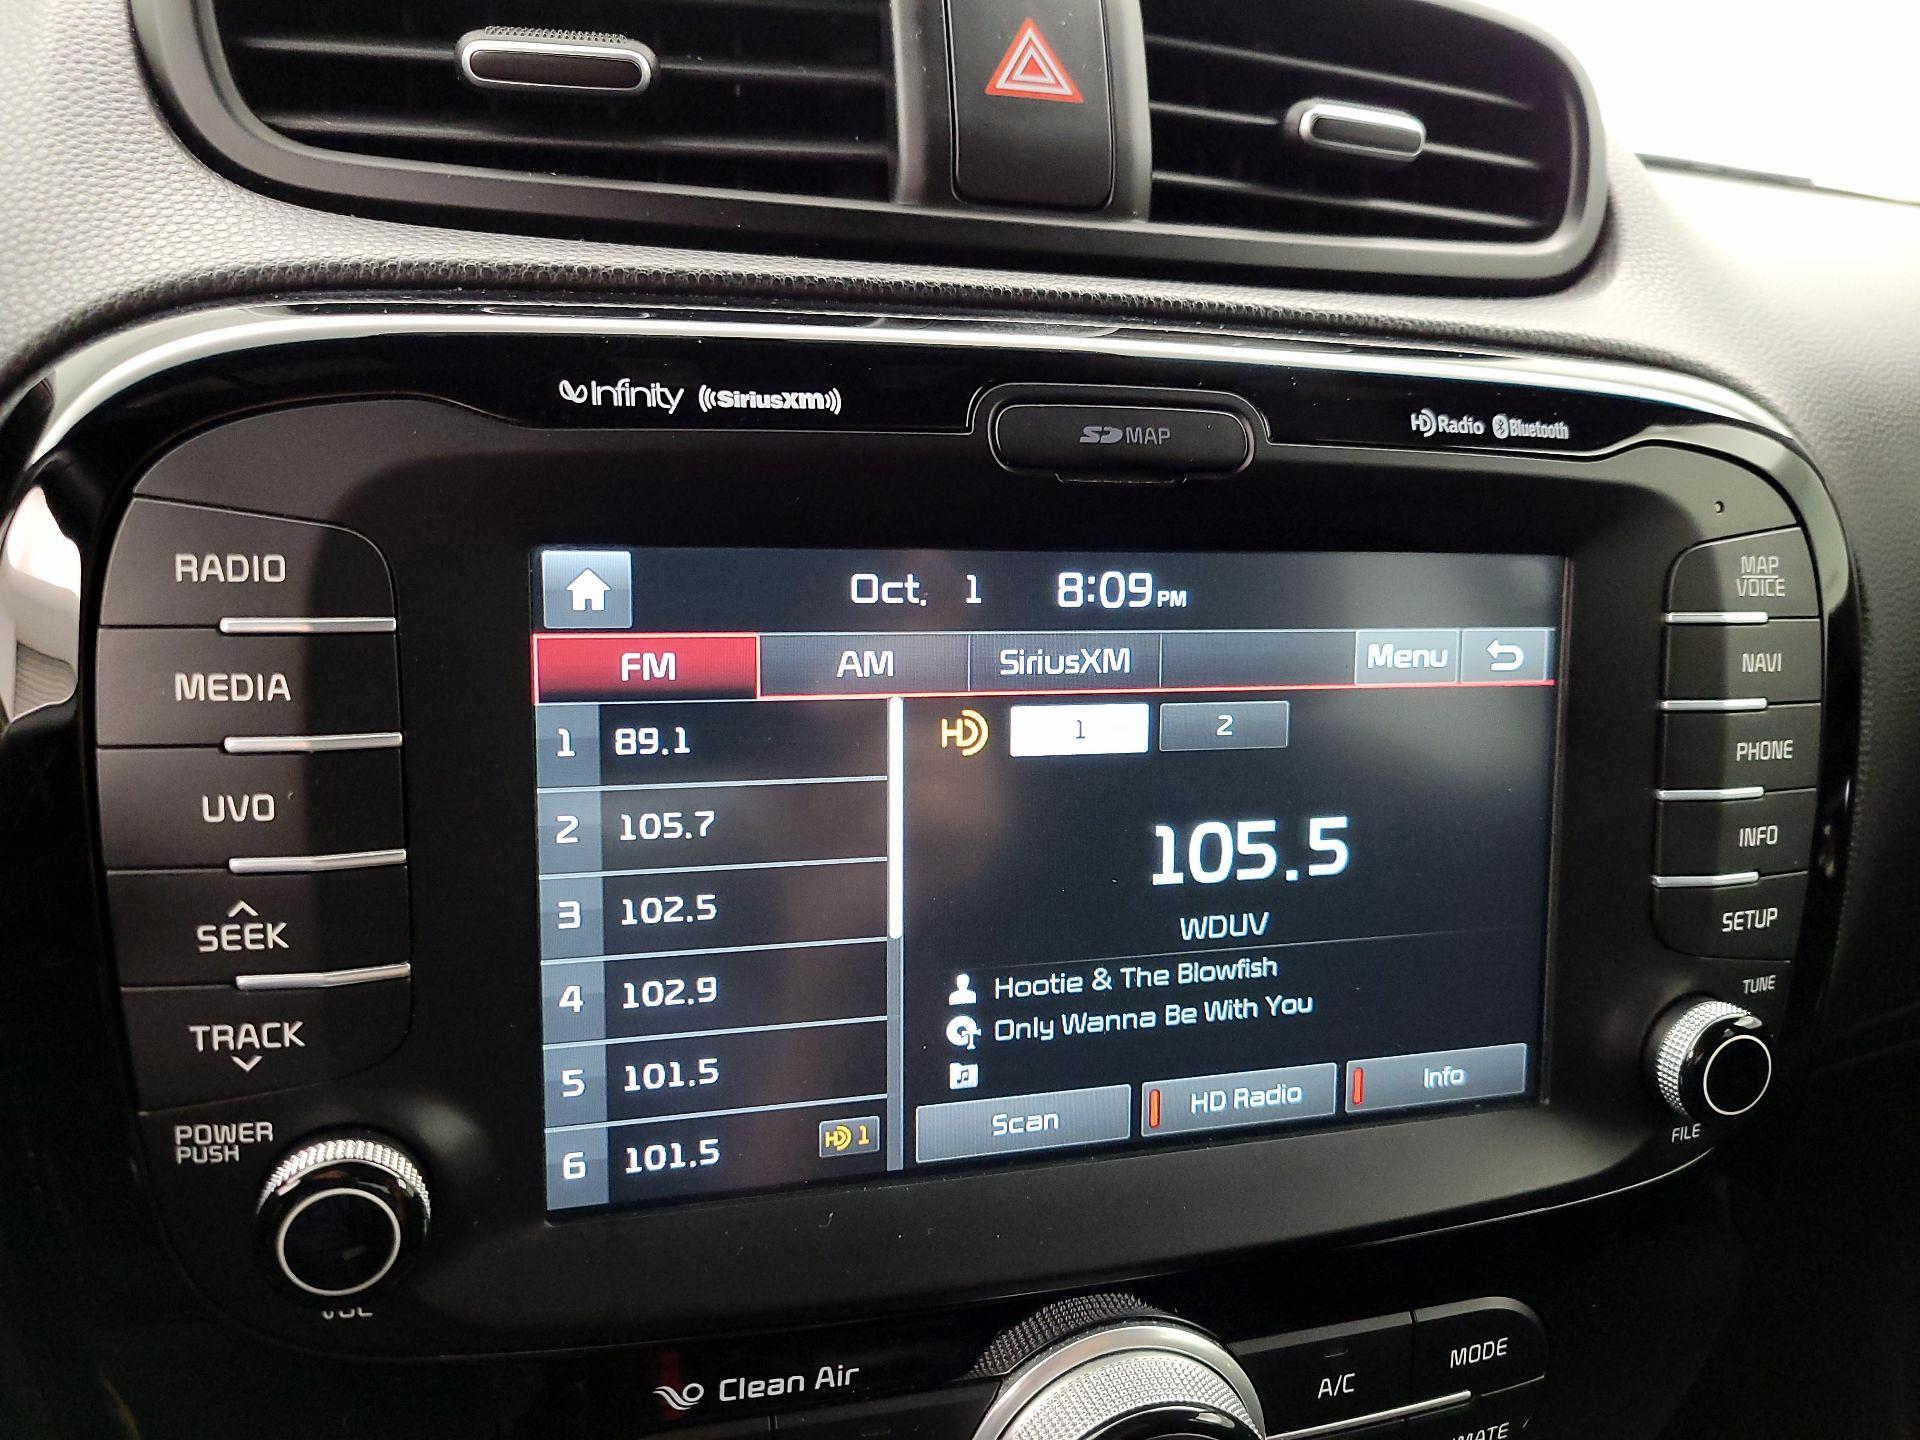 Infinity SiriusXM
SD MAP
HD Radio Bluetooth
RADIO
MEDIA
UVO
SEEK
TRACK
POWER
PUSH
VOL
Oct. 1 8:09 PM
FM AM SiriusXM Menu
1 89.1
2 105.7
3 102.5
4 102.9
5 101.5
6 101.5 HD 1
HD 1 2
105.5
WDUV
Hootie & The Blowfish
Only Wanna Be With You
Scan HD Radio Info
MAP
VOICE
NAVI
PHONE
INFO
SETUP
TUNE
FILE
Clean Air
A/C
MODE